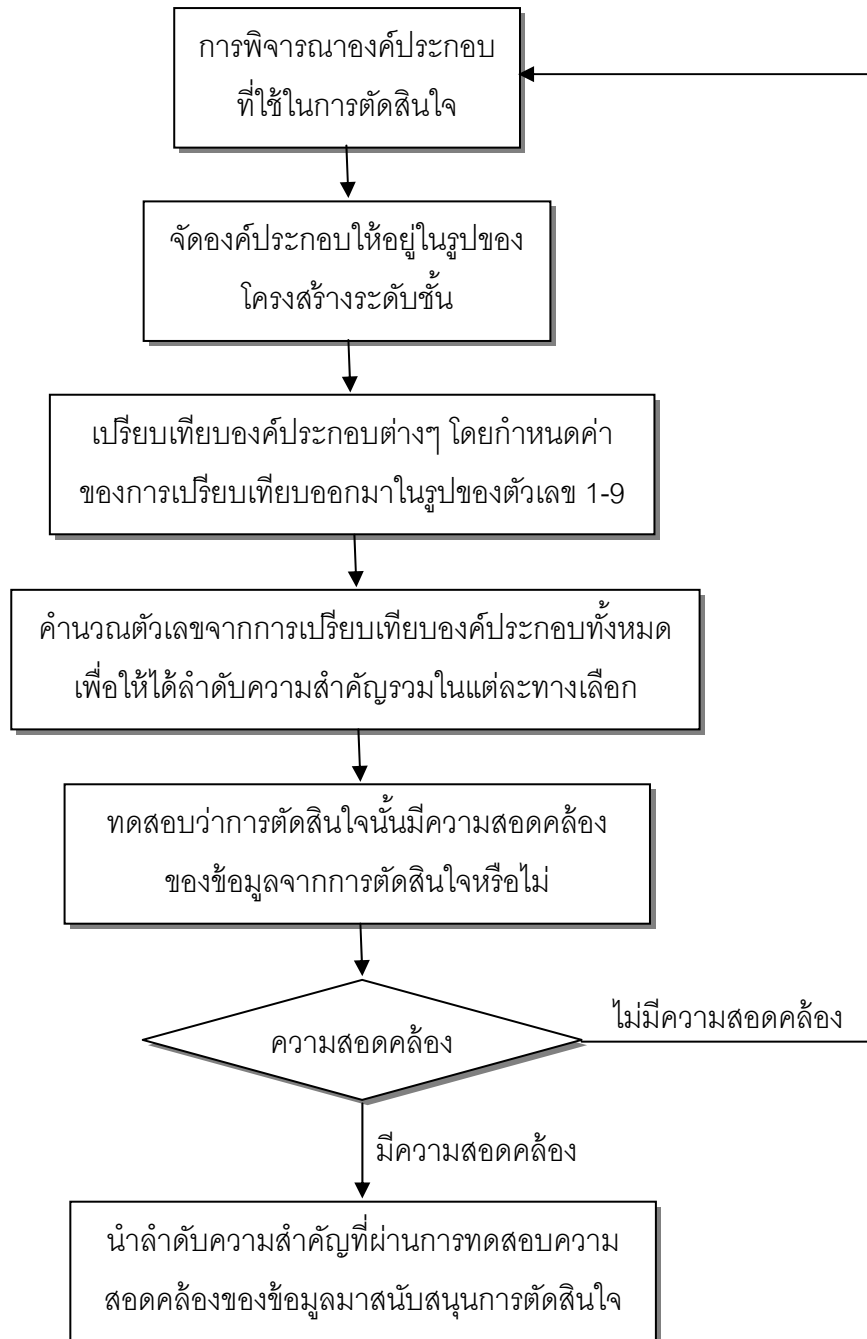 การพิจารณาองค์ประกอบ
ที่ใช้ในการตัดสินใจ
จัดองค์ประกอบให้อยู่ในรูปของ
โครงสร้างระดับชั้น
เปรียบเทียบองค์ประกอบต่างๆ โดยกำหนดค่า
ของการเปรียบเทียบออกมาในรูปของตัวเลข 1-9
คำนวณตัวเลขจากการเปรียบเทียบองค์ประกอบทั้งหมด
เพื่อให้ได้ลำดับความสำคัญรวมในแต่ละทางเลือก
ทดสอบว่าการตัดสินใจนั้นมีความสอดคล้อง
ของข้อมูลจากการตัดสินใจหรือไม่
ความสอดคล้อง
ไม่มีความสอดคล้อง
มีความสอดคล้อง
นำลำดับความสำคัญที่ผ่านการทดสอบความ
สอดคล้องของข้อมูลมาสนับสนุนการตัดสินใจ